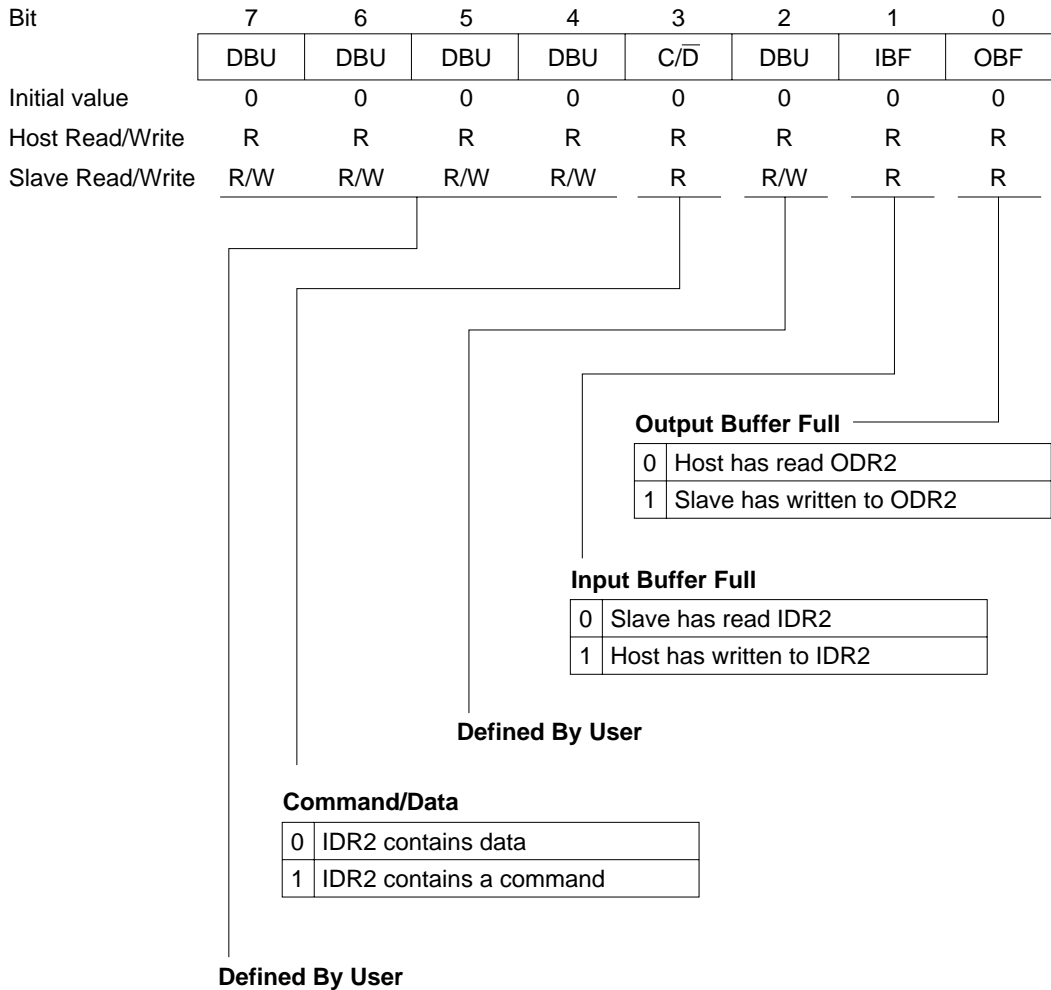 Bit 7 6 5 4 3 2 1 0
DBU DBU DBU DBU C/D̅ DBU IBF OBF
Initial value 0 0 0 0 0 0 0 0
Host Read/Write R R R R R R R R
Slave Read/Write R/W R/W R/W R/W R R/W R R
Output Buffer Full
0 Host has read ODR2
1 Slave has written to ODR2
Input Buffer Full
0 Slave has read IDR2
1 Host has written to IDR2
Defined By User
Command/Data
0 IDR2 contains data
1 IDR2 contains a command
Defined By User